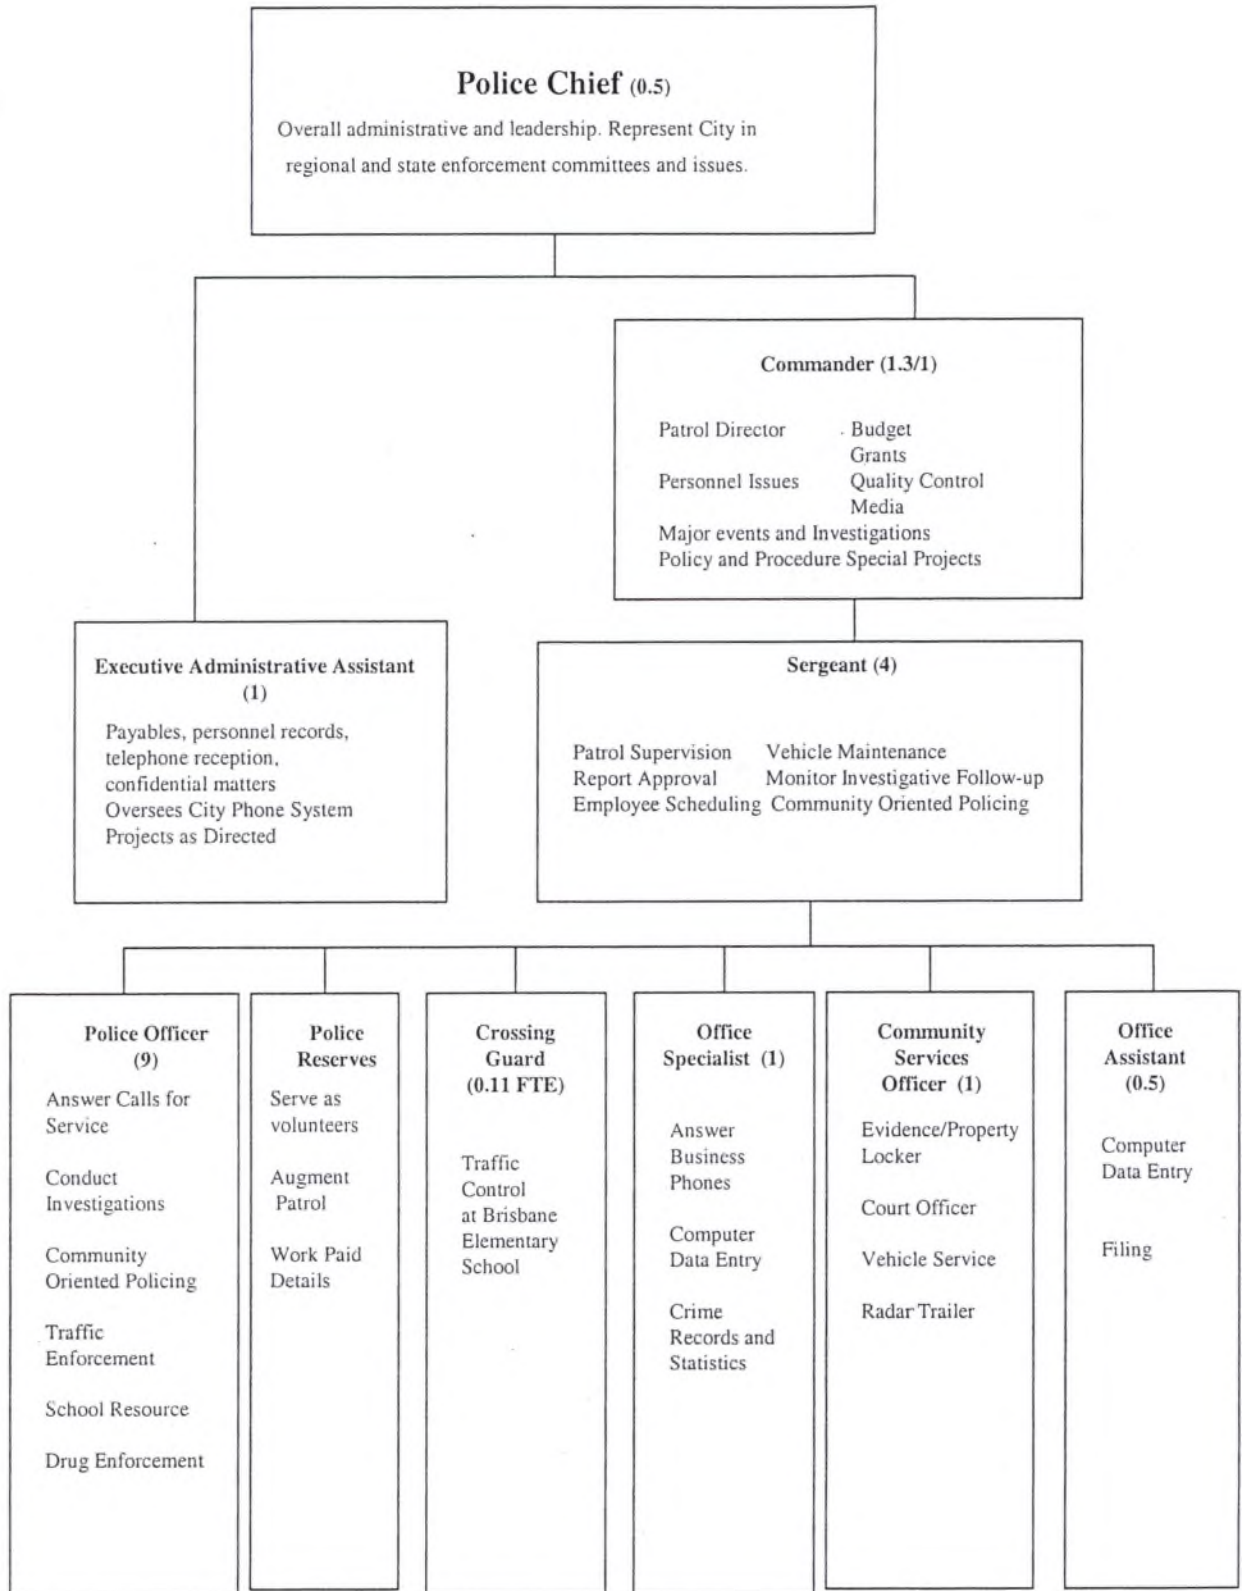 Police Chief (0.5)
Overall administrative and leadership. Represent City in
regional and state enforcement committees and issues.
Commander (1.3/1)
Patrol Director . Budget
Grants
Personnel Issues Quality Control
Media
Major events and Investigations
Policy and Procedure Special Projects
Executive Administrative Assistant
(1)
Payables, personnel records,
telephone reception,
confidential matters
Oversees City Phone System
Projects as Directed
Sergeant (4)
Patrol Supervision Vehicle Maintenance
Report Approval Monitor Investigative Follow-up
Employee Scheduling Community Oriented Policing
Police Officer
(9)
Answer Calls for
Service
Conduct
Investigations
Community
Oriented Policing
Traffic
Enforcement
School Resource
Drug Enforcement
Police
Reserves
Serve as
volunteers
Augment
Patrol
Work Paid
Details
Crossing
Guard
(0.11 FTE)
Traffic
Control
at Brisbane
Elementary
School
Office
Specialist (1)
Answer
Business
Phones
Computer
Data Entry
Crime
Records and
Statistics
Community
Services
Officer (1)
Evidence/Property
Locker
Court Officer
Vehicle Service
Radar Trailer
Office
Assistant
(0.5)
Computer
Data Entry
Filing